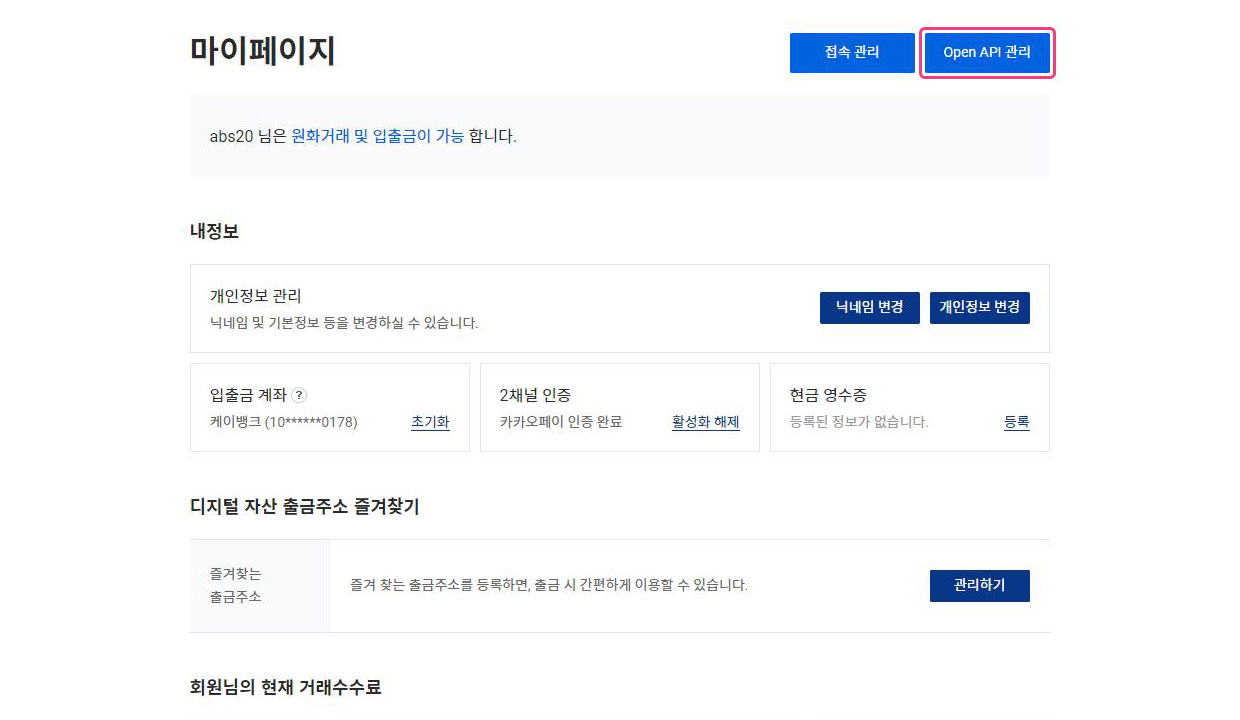 마이페이지
접속 관리
Open API 관리
abs20 님은 원화거래 및 입출금이 가능 합니다.
내정보
개인정보 관리
닉네임 및 기본정보 등을 변경하실 수 있습니다.
닉네임 변경
개인정보 변경
입출금 계좌 ?
케이뱅크 (10******0178)
초기화
2채널 인증
카카오페이 인증 완료
활성화 해제
현금 영수증
등록된 정보가 없습니다.
등록
디지털 자산 출금주소 즐겨찾기
즐겨찾는
출금주소
즐겨 찾는 출금주소를 등록하면, 출금 시 간편하게 이용할 수 있습니다.
관리하기
회원님의 현재 거래수수료